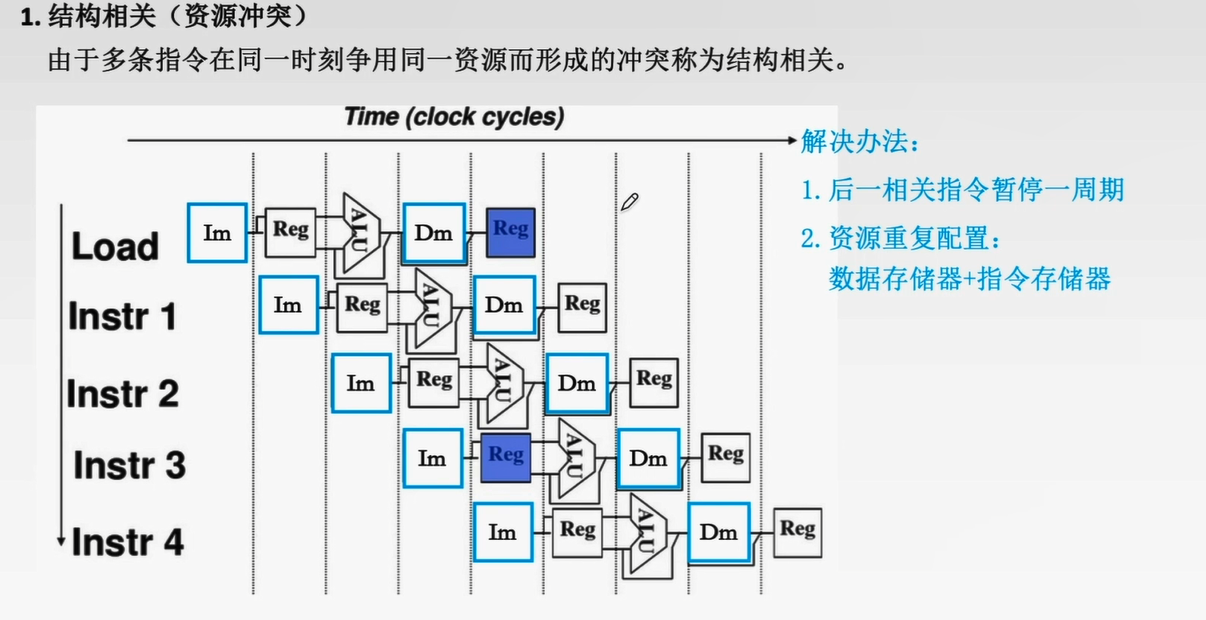 1. 结构相关（资源冲突）
由于多条指令在同一时刻争用同一资源而形成的冲突称为结构相关。
Time (clock cycles)
解决办法：
1. 后一相关指令暂停一周期
2. 资源重复配置：
数据存储器+指令存储器
Load Im Reg ALU Dm Reg
Instr 1 Im Reg ALU Dm Reg
Instr 2 Im Reg ALU Dm Reg
Instr 3 Im Reg ALU Dm Reg
Instr 4 Im Reg ALU Dm Reg